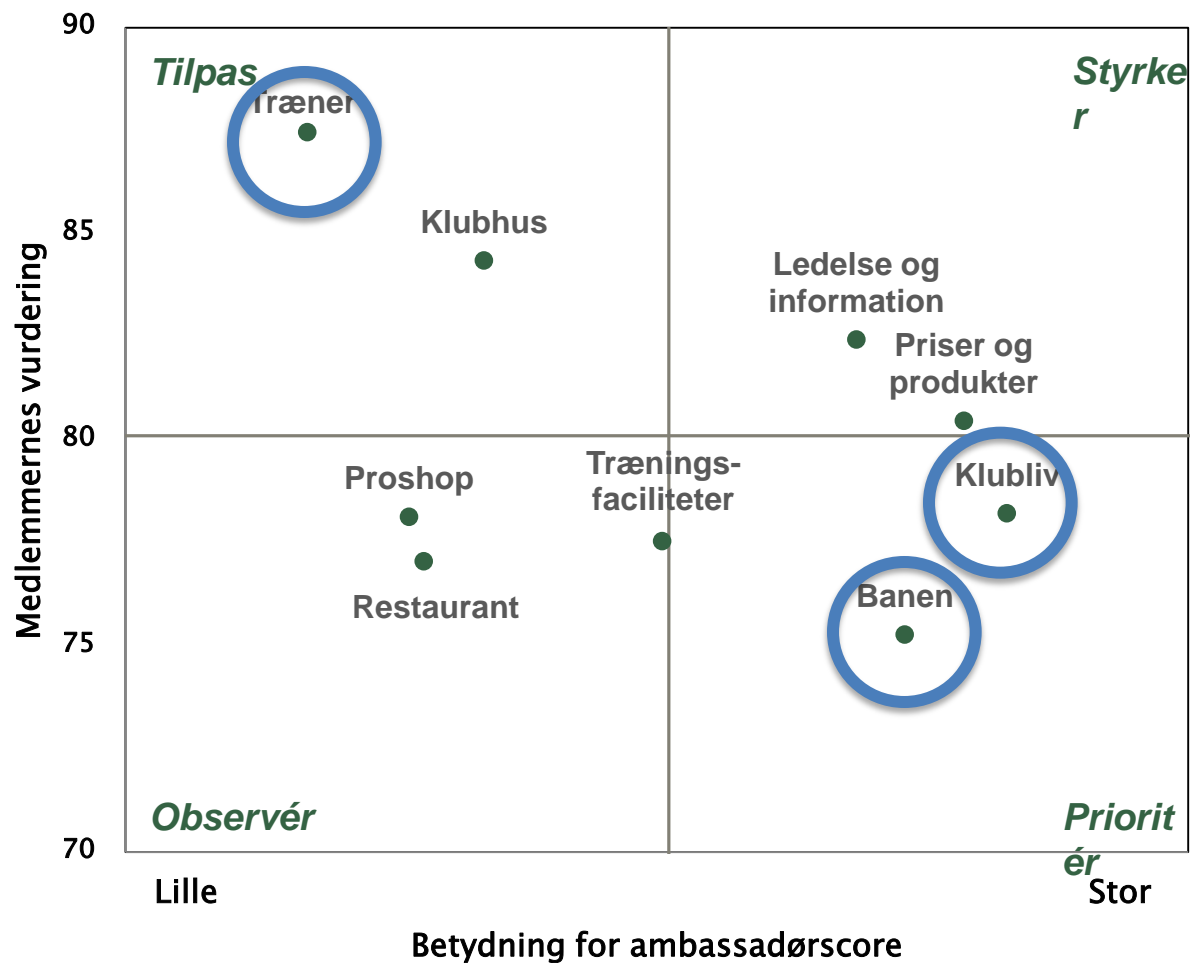 90
Tilpas
Styrke
r
Træner
85
Klubhus
Ledelse og
information
Priser og
produkter
80
Trænings-
faciliteter
Proshop
Klubliv
Restaurant
Banen
75
Observér
Priorit
ér
70
Lille
Stor
Betydning for ambassadørscore
Medlemmernes vurdering